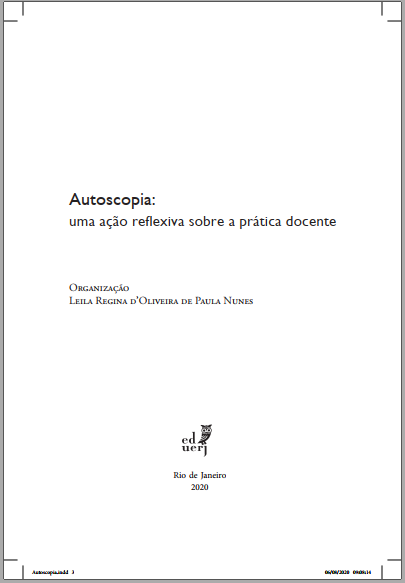 Autoscopia:
uma ação reflexiva sobre a prática docente
Organização
Leila Regina d’Oliveira de Paula Nunes
ed
uerj
Rio de Janeiro
2020
Autoscopia.indd 3 06/08/2020 09:08:14